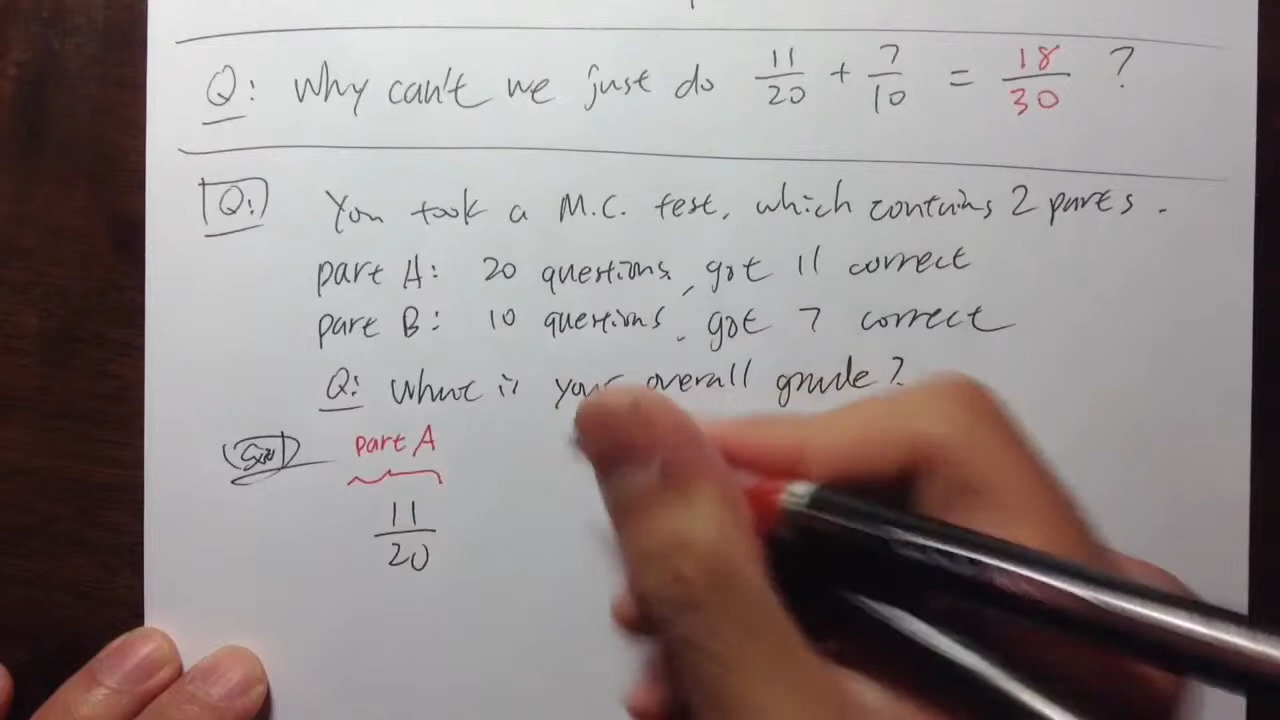 Q: Why can't we just do 11/20 + 7/10 = 18/30 ?
Q: You took a M.C. test, which contains 2 parts.
part A: 20 questions, got 11 correct
part B: 10 questions, got 7 correct
Q: What is your overall grade?
Sol part A
11/20